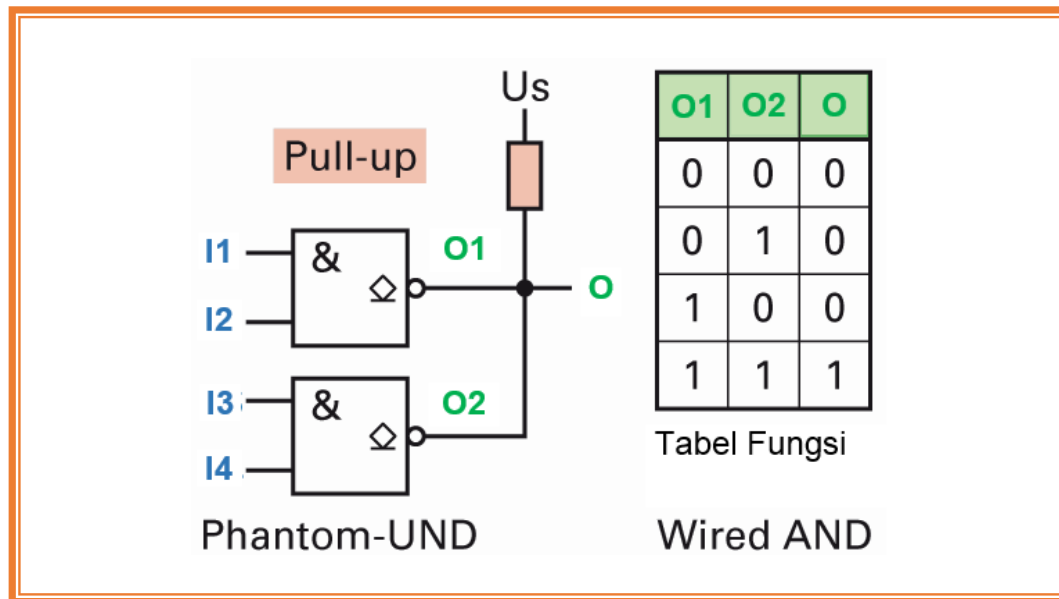 Us
Pull-up
I1
I2
&
O1
O
I3
I4
&
O2
Phantom-UND
O1 O2 O
0 0 0
0 1 0
1 0 0
1 1 1
Tabel Fungsi
Wired AND